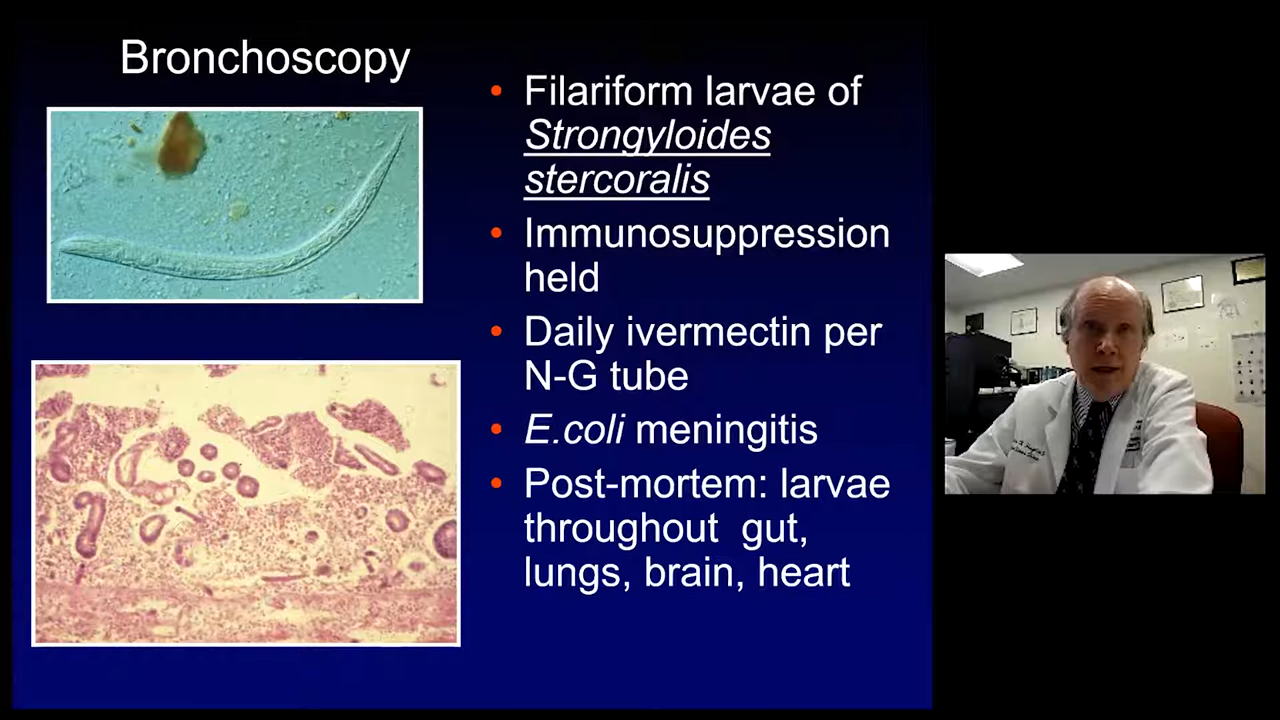 Bronchoscopy
• Filariform larvae of
Strongyloides
stercoralis
• Immunosuppression
held
• Daily ivermectin per
N-G tube
• E.coli meningitis
• Post-mortem: larvae
throughout gut,
lungs, brain, heart